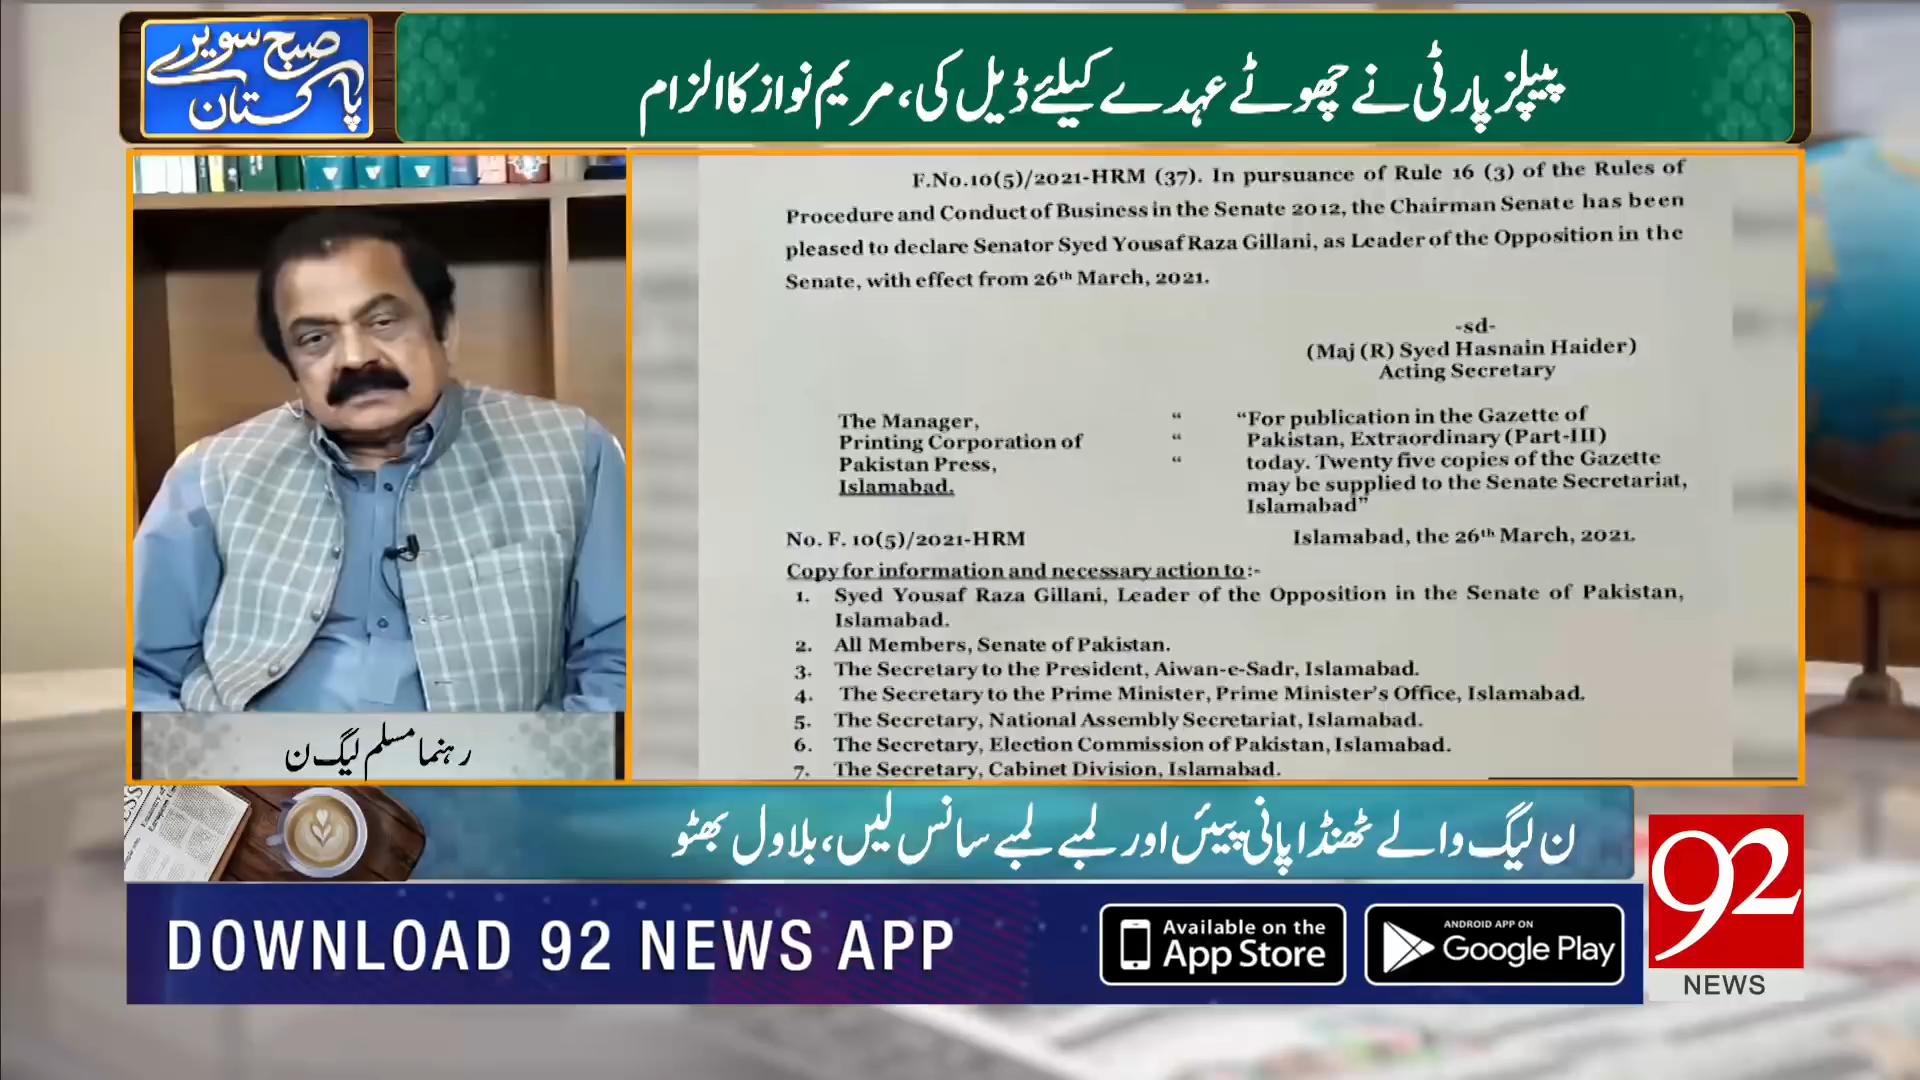 صبح سویرے
پاکستان
پیپلز پارٹی نے چھوٹے عہدے کیلئے ڈیل کی، مریم نواز کا الزام
F.No.10(5)/2021-HRM (37). In pursuance of Rule 16 (3) of the Rules of
Procedure and Conduct of Business in the Senate 2012, the Chairman Senate has been
pleased to declare Senator Syed Yousaf Raza Gillani, as Leader of the Opposition in the
Senate, with effect from 26th March, 2021.
-sd-
(Maj (R) Syed Hasnain Haider)
Acting Secretary
The Manager, “ “For publication in the Gazette of
Printing Corporation of “ Pakistan, Extraordinary (Part-III)
Pakistan Press, “ today. Twenty five copies of the Gazette
Islamabad. may be supplied to the Senate Secretariat,
Islamabad”
No. F. 10(5)/2021-HRM Islamabad, the 26th March, 2021.
Copy for information and necessary action to:-
1. Syed Yousaf Raza Gillani, Leader of the Opposition in the Senate of Pakistan,
Islamabad.
2. All Members, Senate of Pakistan.
3. The Secretary to the President, Aiwan-e-Sadr, Islamabad.
4. The Secretary to the Prime Minister, Prime Minister's Office, Islamabad.
5. The Secretary, National Assembly Secretariat, Islamabad.
6. The Secretary, Election Commission of Pakistan, Islamabad.
7. The Secretary, Cabinet Division, Islamabad.
رہنما مسلم لیگ ن
ن لیگ والے ٹھنڈا پانی پیئں اور لمبے لمبے سانس لیں، بلاول بھٹو
DOWNLOAD 92 NEWS APP
Available on the
App Store
ANDROID APP ON
Google Play
92
NEWS